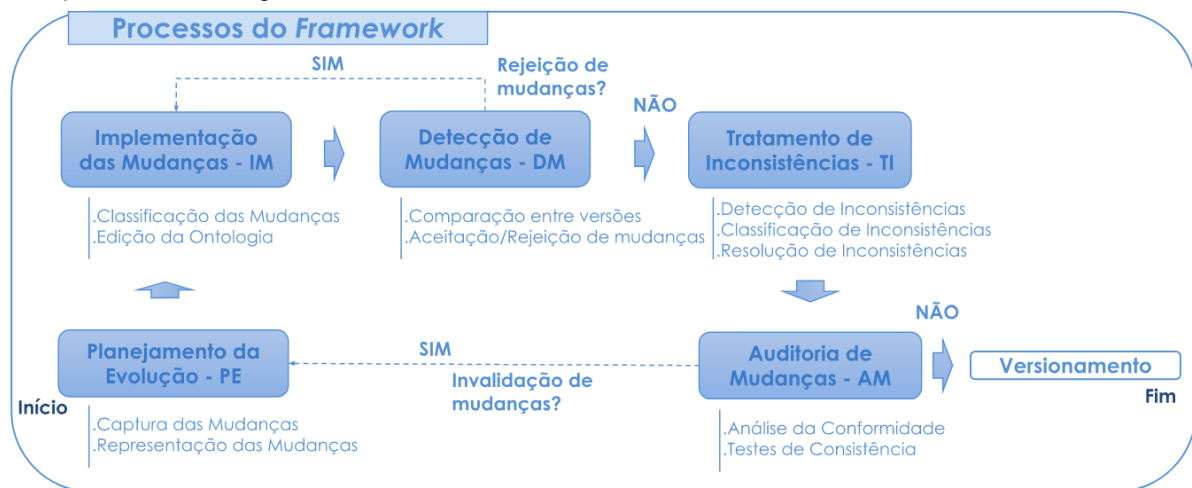 Processos do Framework
SIM
Rejeição de
mudanças?
NÃO
Implementação
das Mudanças - IM
Detecção de
Mudanças - DM
Tratamento de
Inconsistências - TI
.Classificação das Mudanças
.Edição da Ontologia
.Comparação entre versões
.Aceitação/Rejeição de mudanças
.Detecção de Inconsistências
.Classificação de Inconsistências
.Resolução de Inconsistências
NÃO
Planejamento da
Evolução - PE
SIM
Invalidação de
mudanças?
Auditoria de
Mudanças - AM
Versionamento
Início
Fim
.Captura das Mudanças
.Representação das Mudanças
.Análise da Conformidade
.Testes de Consistência